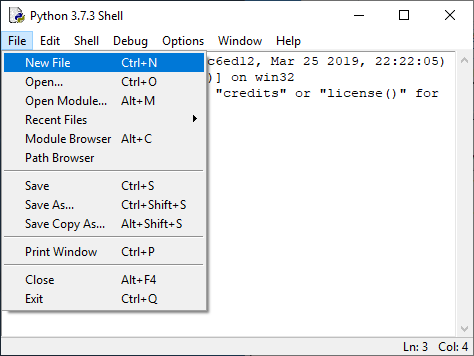 Python 3.7.3 Shell
File Edit Shell Debug Options Window Help
c6ed12, Mar 25 2019, 22:22:05)
)] on win32
"credits" or "license()" for
New File Ctrl+N
Open... Ctrl+O
Open Module... Alt+M
Recent Files
Module Browser Alt+C
Path Browser
Save Ctrl+S
Save As... Ctrl+Shift+S
Save Copy As... Alt+Shift+S
Print Window Ctrl+P
Close Alt+F4
Exit Ctrl+Q
Ln: 3 Col: 4